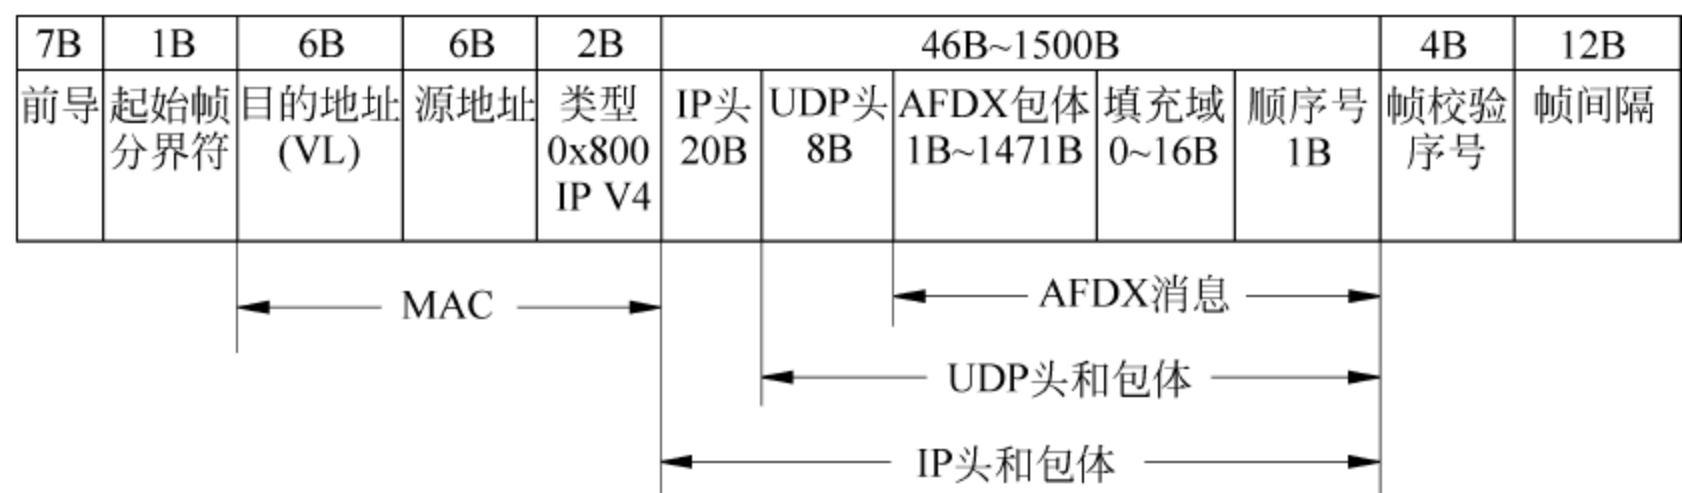 7B 1B 6B 6B 2B 46B~1500B 4B 12B
前导 起始帧 目的地址 源地址 类型 IP头 UDP头 AFDX包体 填充域 顺序号 帧校验 帧间隔
分界符 (VL) 0x800 20B 8B 1B~1471B 0~16B 1B 序号
IP V4
AFDX消息
MAC
UDP头和包体
IP头和包体